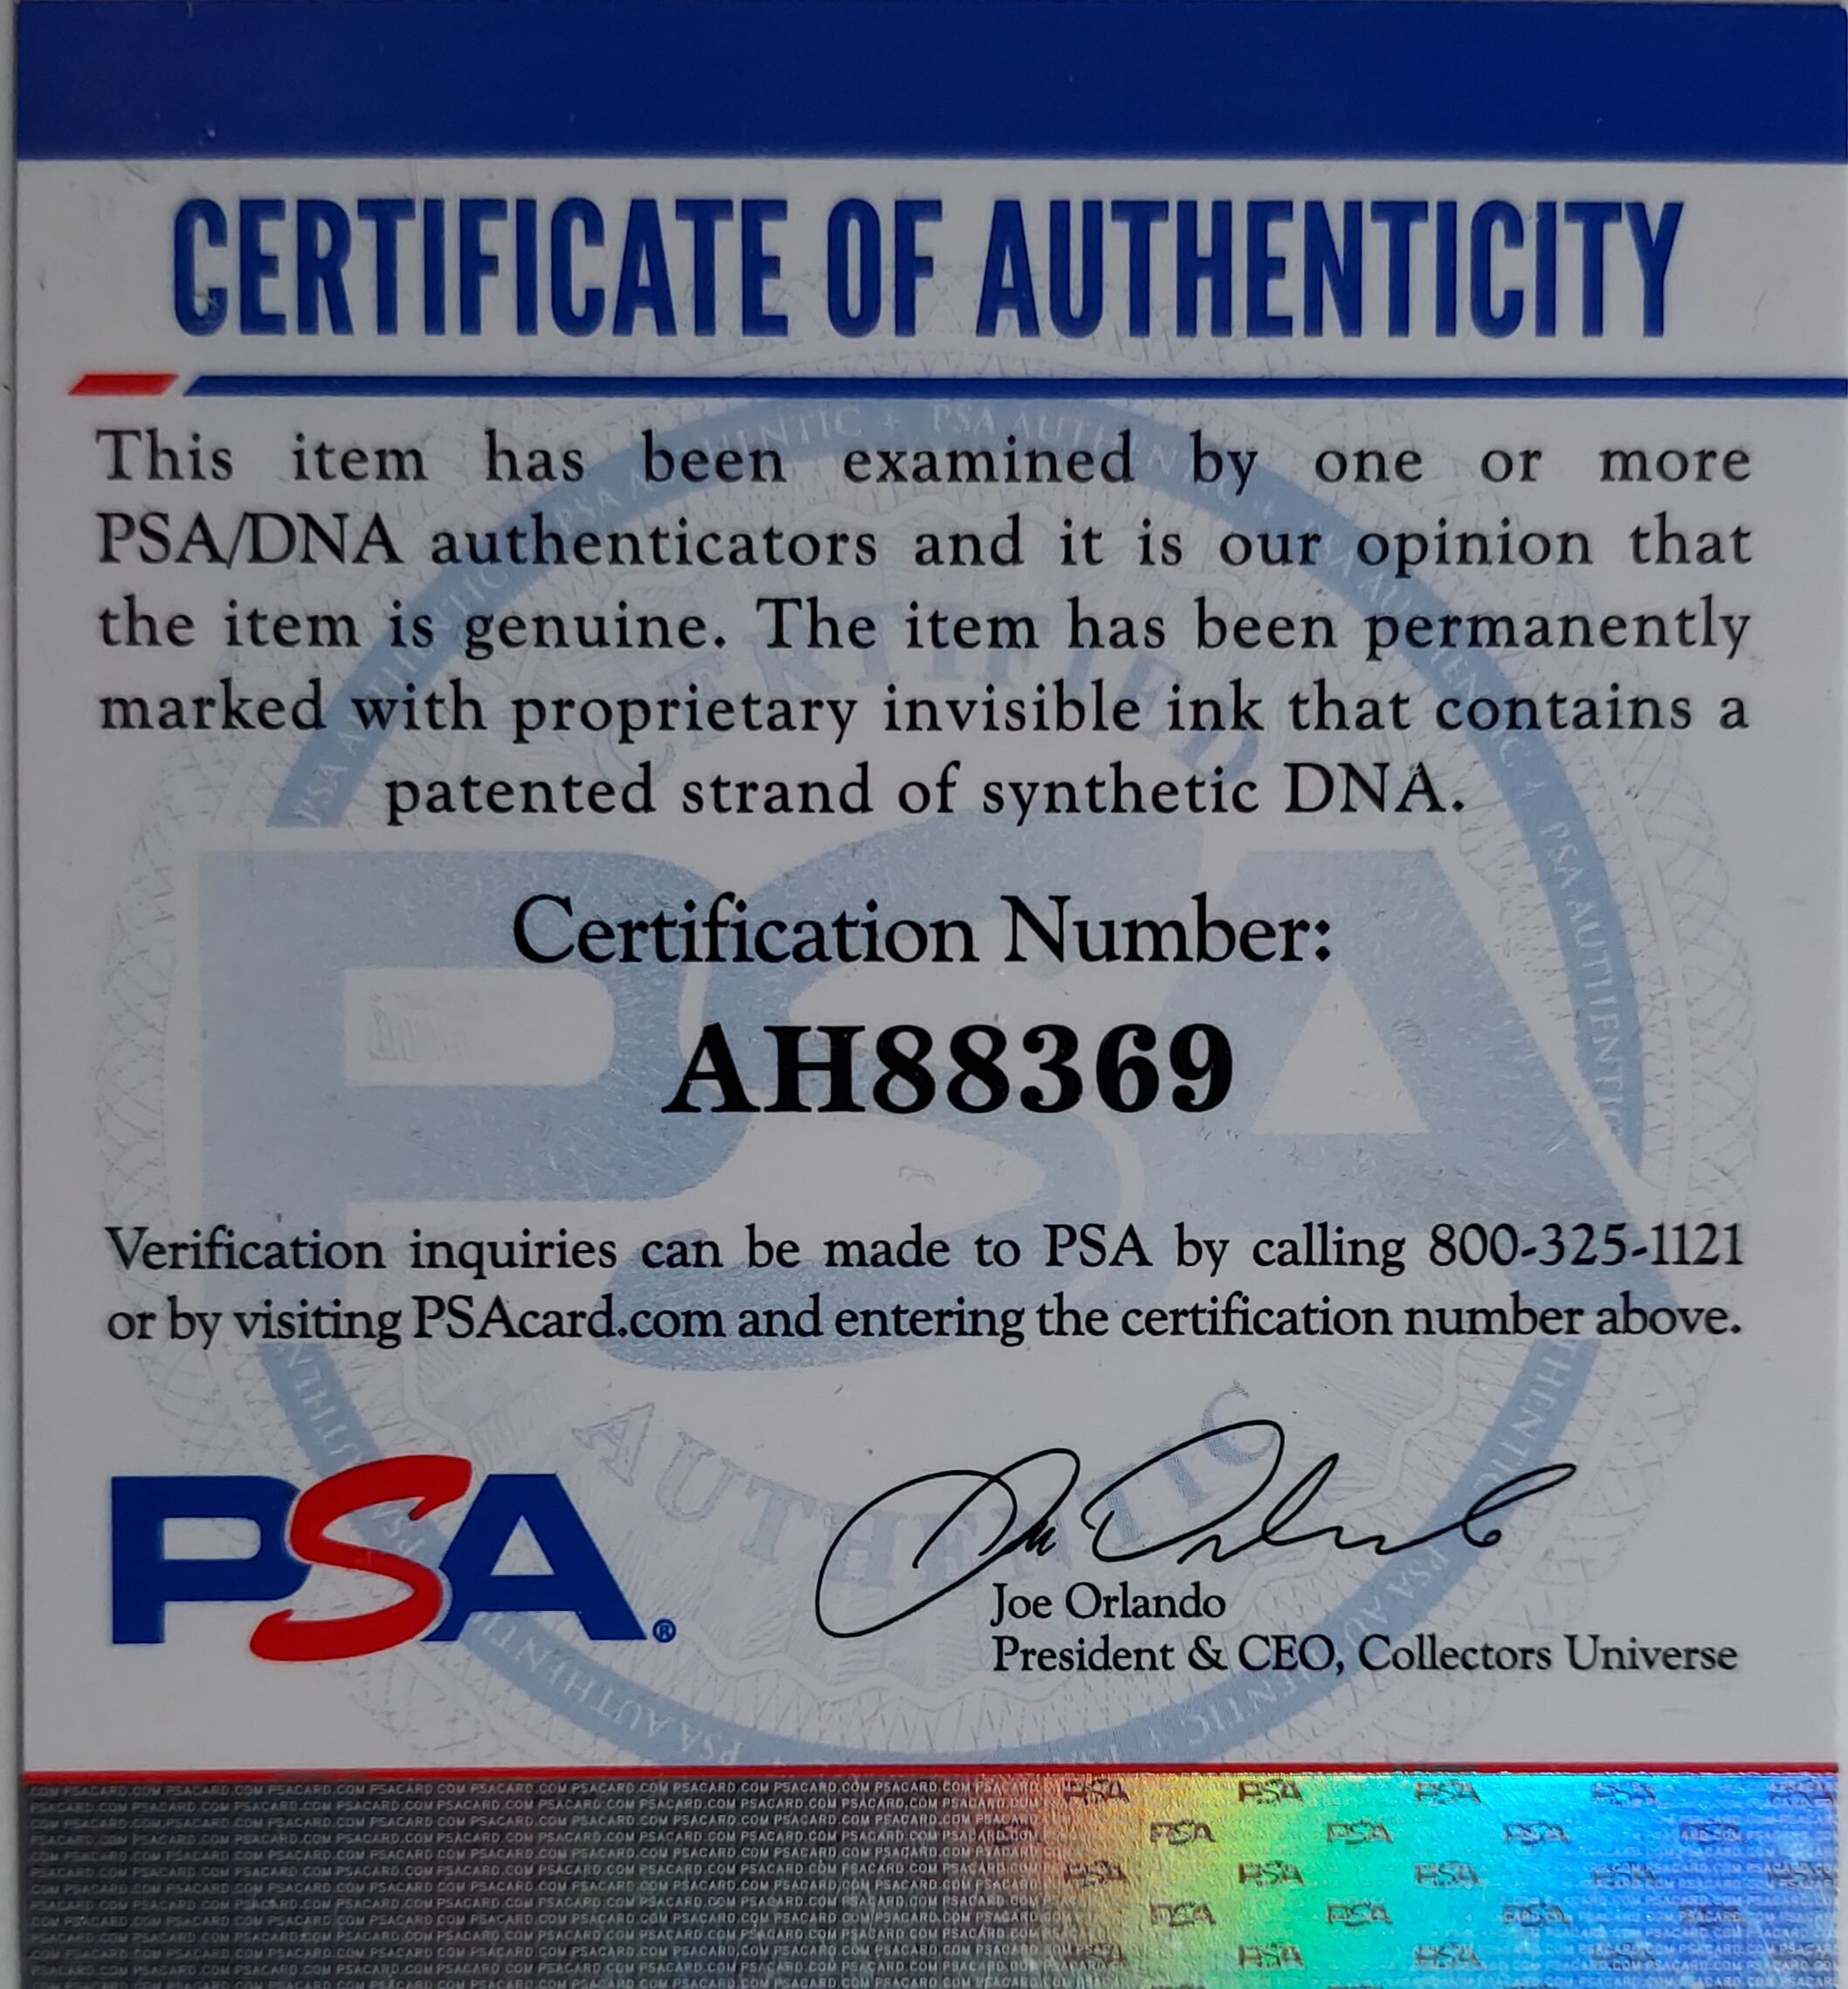 CERTIFICATE OF AUTHENTICITY
This item has been examined by one or more
PSA/DNA authenticators and it is our opinion that
the item is genuine. The item has been permanently
marked with proprietary invisible ink that contains a
patented strand of synthetic DNA.
CERTIFIED
PSA
Certification Number:
AH88369
Verification inquiries can be made to PSA by calling 800-325-1121
or by visiting PSAcard.com and entering the certification number above.
AUTHENTIC
PSA®
Joe Orlando
President & CEO, Collectors Universe